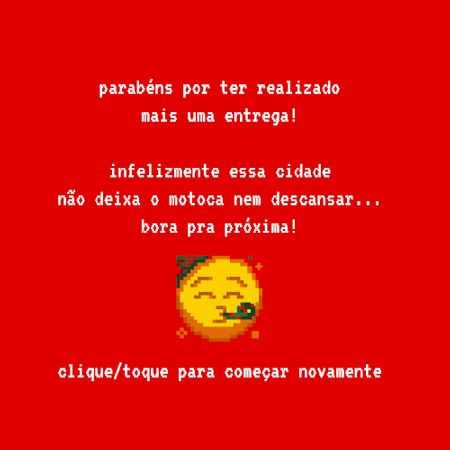 parabéns por ter realizado
mais uma entrega!
infelizmente essa cidade
não deixa o motoca nem descansar...
bora pra próxima!
clique/toque para começar novamente